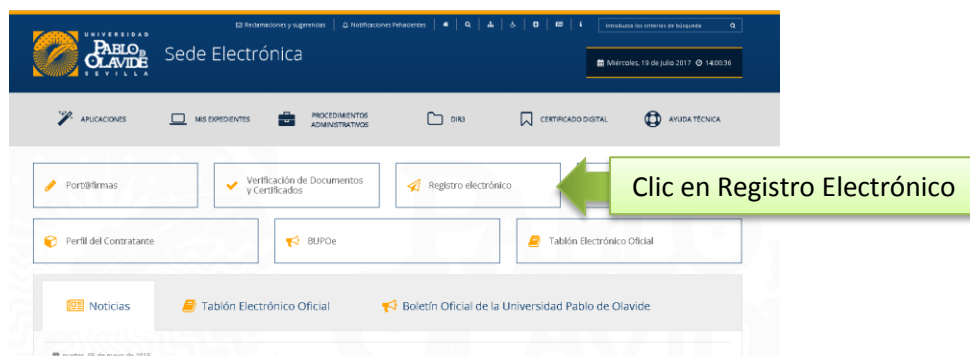 Reclamaciones y sugerencias
Notificaciones Fehacientes
Introduzca los criterios de búsqueda
UNIVERSIDAD
PABLO DE
OLAVIDE
SEVILLA
Sede Electrónica
Miércoles, 19 de Julio 2017 14:00:36
APLICACIONES
MIS EXPEDIENTES
PROCEDIMIENTOS
ADMINISTRATIVOS
DIR3
CERTIFICADO DIGITAL
AYUDA TÉCNICA
Port@firmas
Verificación de Documentos
y Certificados
Registro electrónico
Clic en Registro Electrónico
Perfil del Contratante
BUPOe
Tablón Electrónico Oficial
Noticias
Tablón Electrónico Oficial
Boletín Oficial de la Universidad Pablo de Olavide